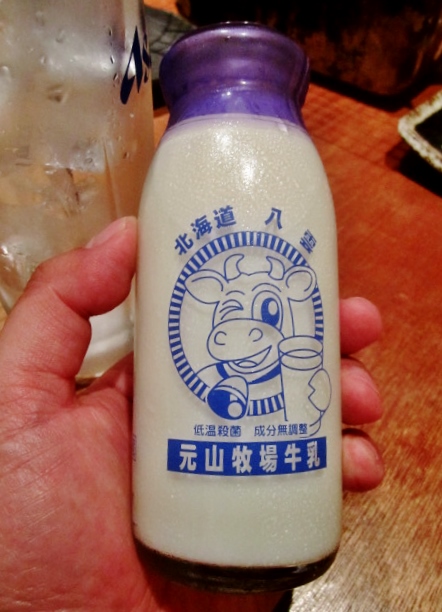 北海道 八雲
低温殺菌 成分無調整
元山牧場牛乳